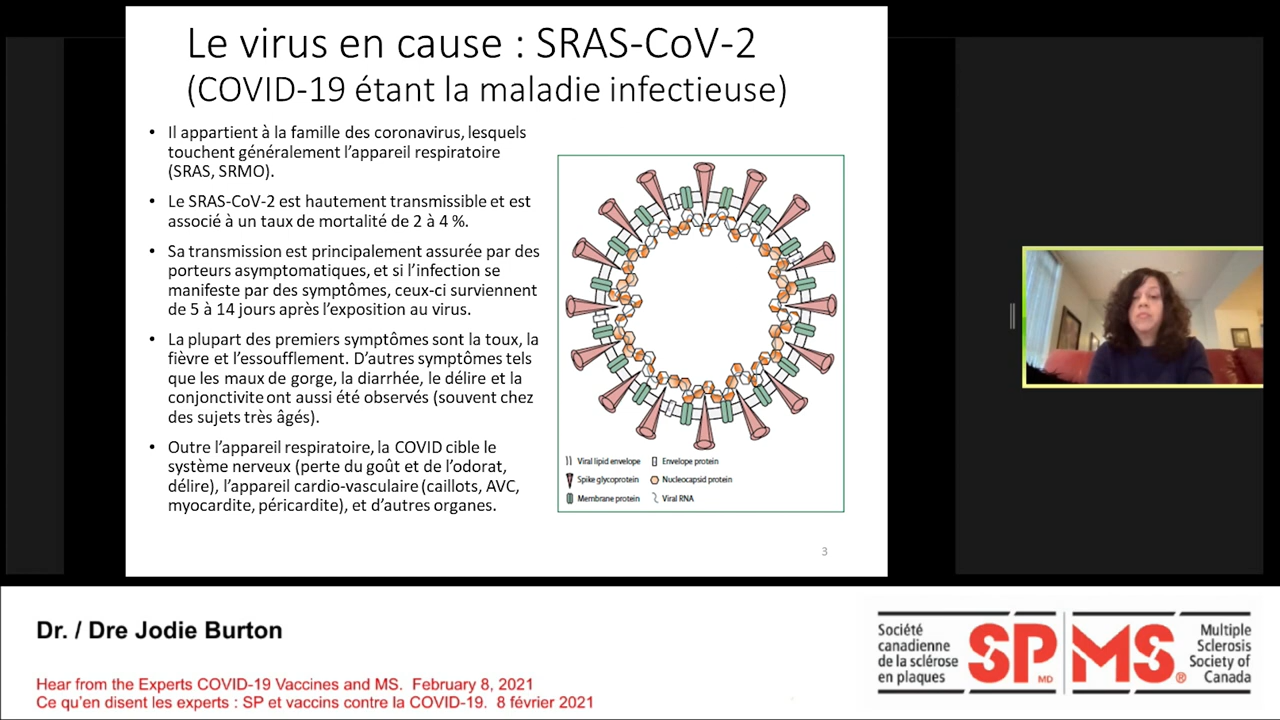 Le virus en cause : SRAS-CoV-2
(COVID-19 étant la maladie infectieuse)
• Il appartient à la famille des coronavirus, lesquels
touchent généralement l'appareil respiratoire
(SRAS, SRMO).
• Le SRAS-CoV-2 est hautement transmissible et est
associé à un taux de mortalité de 2 à 4 %.
• Sa transmission est principalement assurée par des
porteurs asymptomatiques, et si l'infection se
manifeste par des symptômes, ceux-ci surviennent
de 5 à 14 jours après l'exposition au virus.
• La plupart des premiers symptômes sont la toux, la
fièvre et l'essoufflement. D'autres symptômes tels
que les maux de gorge, la diarrhée, le délire et la
conjonctivite ont aussi été observés (souvent chez
des sujets très âgés).
• Outre l'appareil respiratoire, la COVID cible le
système nerveux (perte du goût et de l'odorat,
délire), l'appareil cardio-vasculaire (caillots, AVC,
myocardite, péricardite), et d'autres organes.
Viral lipid envelope
Envelope protein
Spike glycoprotein
Nucleocapsid protein
Membrane protein
Viral RNA
3
Dr. / Dre Jodie Burton
Hear from the Experts COVID-19 Vaccines and MS. February 8, 2021
Ce qu'en disent les experts : SP et vaccins contre la COVID-19. 8 février 2021
Société
canadienne
de la sclérose
en plaques
SP MD
MS ®
Multiple
Sclerosis
Society of
Canada